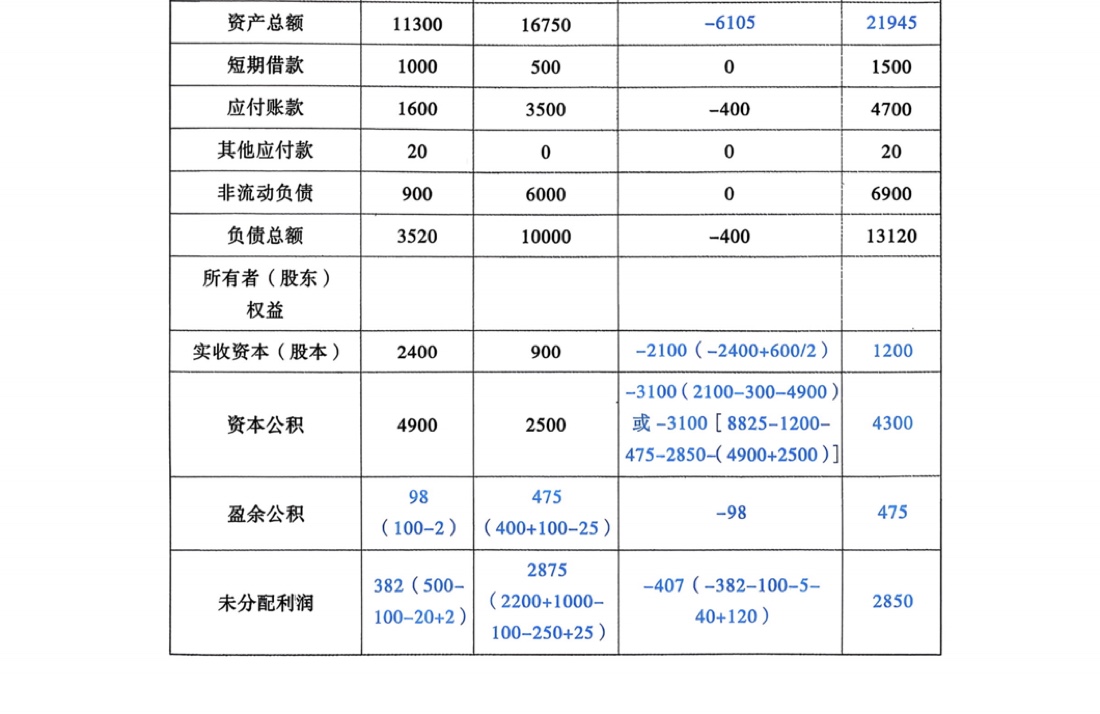 资产总额 11300 16750 -6105 21945
短期借款 1000 500 0 1500
应付账款 1600 3500 -400 4700
其他应付款 20 0 0 20
非流动负债 900 6000 0 6900
负债总额 3520 10000 -400 13120
所有者（股东）
权益
实收资本（股本） 2400 900 -2100（-2400+600/2） 1200
资本公积 4900 2500 -3100（2100-300-4900）
或 -3100［8825-1200-
475-2850-（4900+2500）］ 4300
盈余公积 98
（100-2） 475
（400+100-25） -98 475
未分配利润 382（500-
100-20+2） 2875
（2200+1000-
100-250+25） -407（-382-100-5-
40+120） 2850